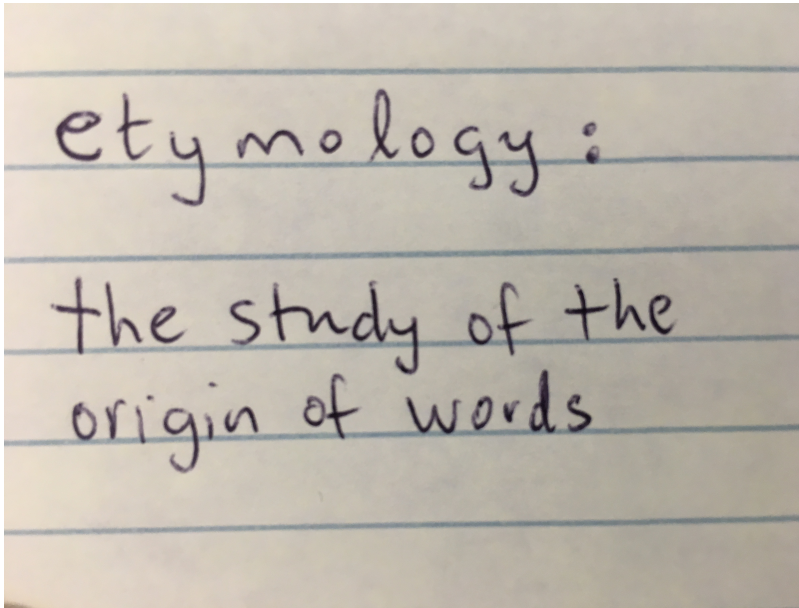 etymology:
the study of the
origin of words